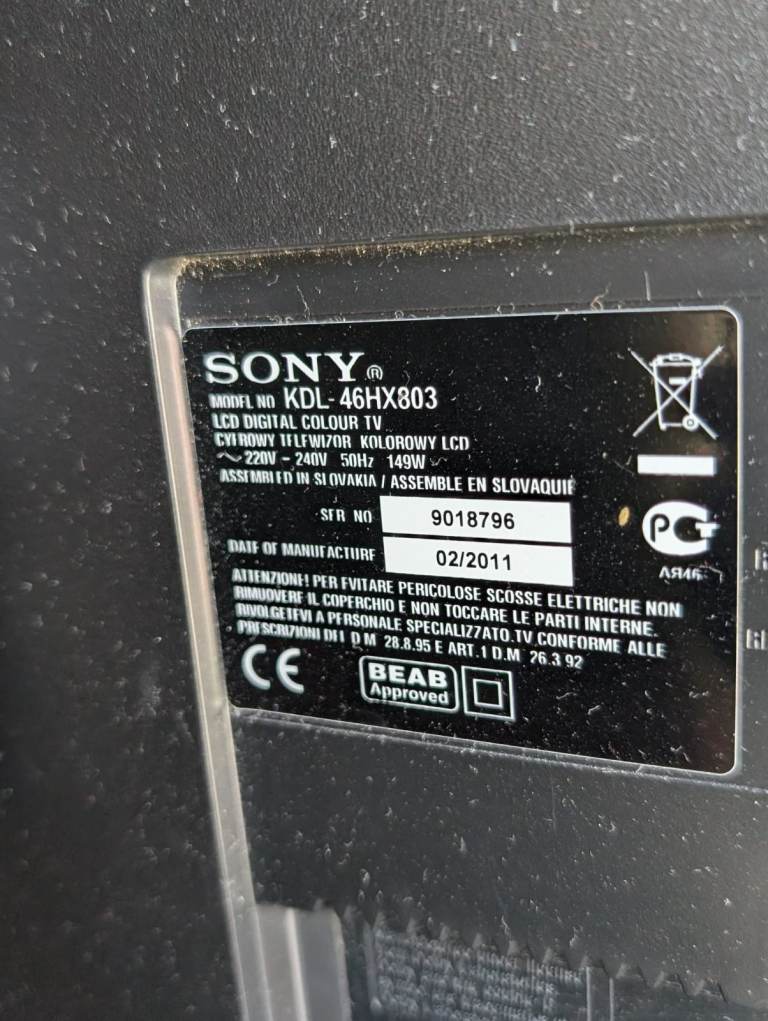 SONY®
MODEL NO KDL-46HX803
LCD DIGITAL COLOUR TV
CYFROWY TELEWIZOR KOLOROWY LCD
~ 220V - 240V 50Hz 149W
ASSEMBLED IN SLOVAKIA / ASSEMBLE EN SLOVAQUIE
SER NO 9018796
DATE OF MANUFACTURE 02/2011
АЯ46
ATTENZIONE! PER EVITARE PERICOLOSE SCOSSE ELETTRICHE NON
RIMUOVERE IL COPERCHIO E NON TOCCARE LE PARTI INTERNE.
RIVOLGETEVI A PERSONALE SPECIALIZZATO.TV CONFORME ALLE
PRESCRIZIONI DEL D M 28.8.95 E ART.1 D.M 26.3 92
CE
BEAB
Approved